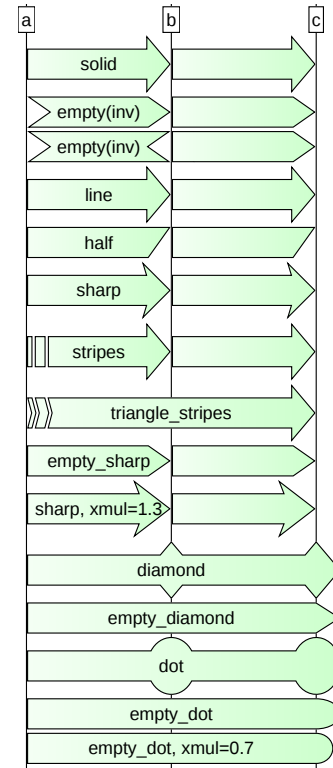 a b c
solid
empty(inv)
empty(inv)
line
half
sharp
stripes
triangle_stripes
empty_sharp
sharp, xmul=1.3
diamond
empty_diamond
dot
empty_dot
empty_dot, xmul=0.7